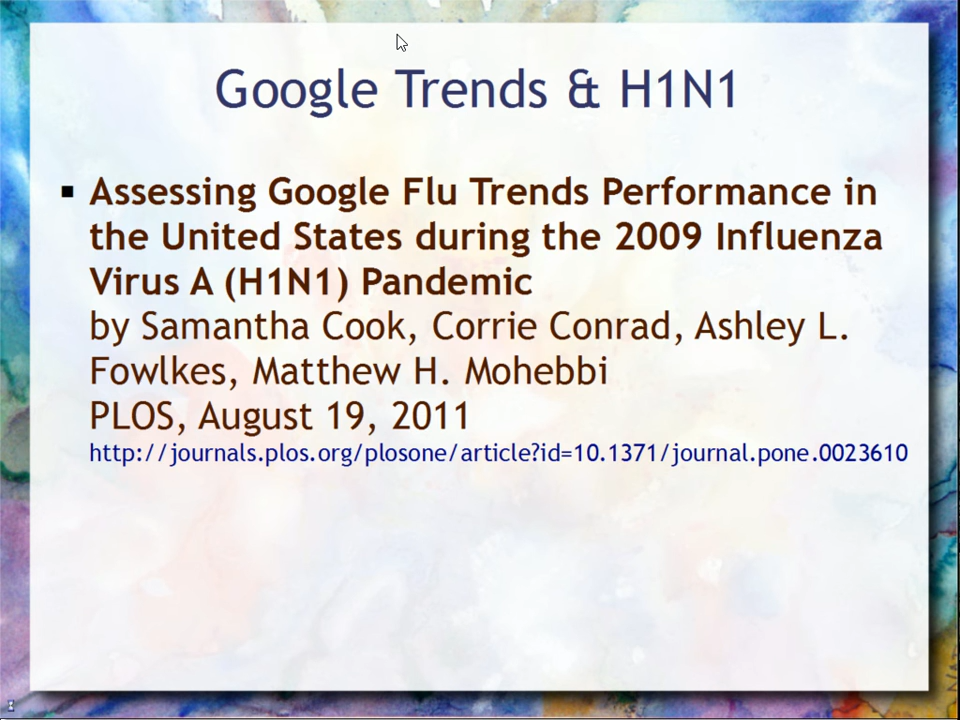 Google Trends & H1N1
▪ Assessing Google Flu Trends Performance in
the United States during the 2009 Influenza
Virus A (H1N1) Pandemic
by Samantha Cook, Corrie Conrad, Ashley L.
Fowlkes, Matthew H. Mohebbi
PLOS, August 19, 2011
http://journals.plos.org/plosone/article?id=10.1371/journal.pone.0023610